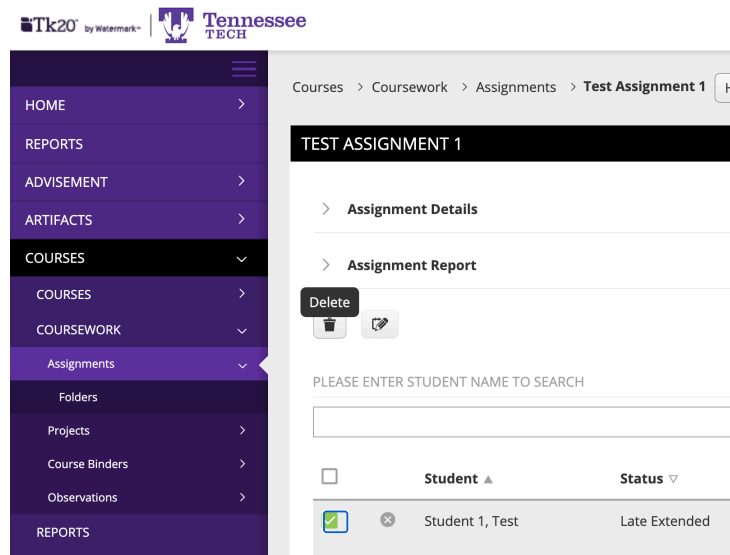 Tk20 by Watermark™ Tennessee TECH
Courses > Coursework > Assignments > Test Assignment 1
HOME
REPORTS
ADVISEMENT
ARTIFACTS
COURSES
COURSES
COURSEWORK
Assignments
Folders
Projects
Course Binders
Observations
REPORTS
TEST ASSIGNMENT 1
Assignment Details
Assignment Report
Delete
PLEASE ENTER STUDENT NAME TO SEARCH
Student Status
Student 1, Test Late Extended